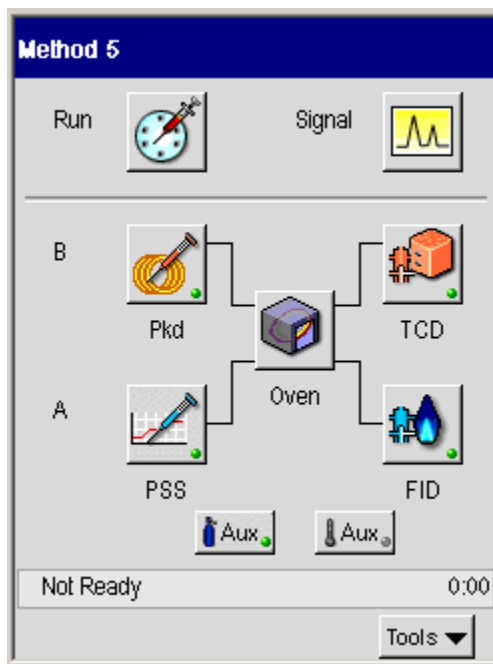 Method 5
Run Signal
B
Pkd TCD
Oven
A
PSS FID
Aux Aux
Not Ready 0:00
Tools